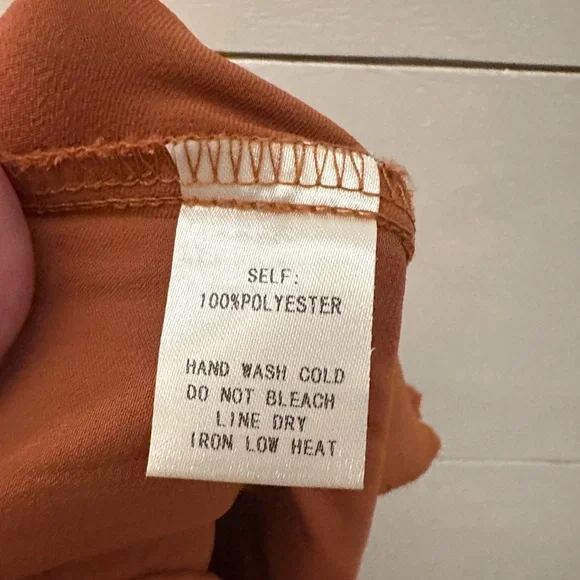 SELF:
100%POLYESTER
HAND WASH COLD
DO NOT BLEACH
LINE DRY
IRON LOW HEAT